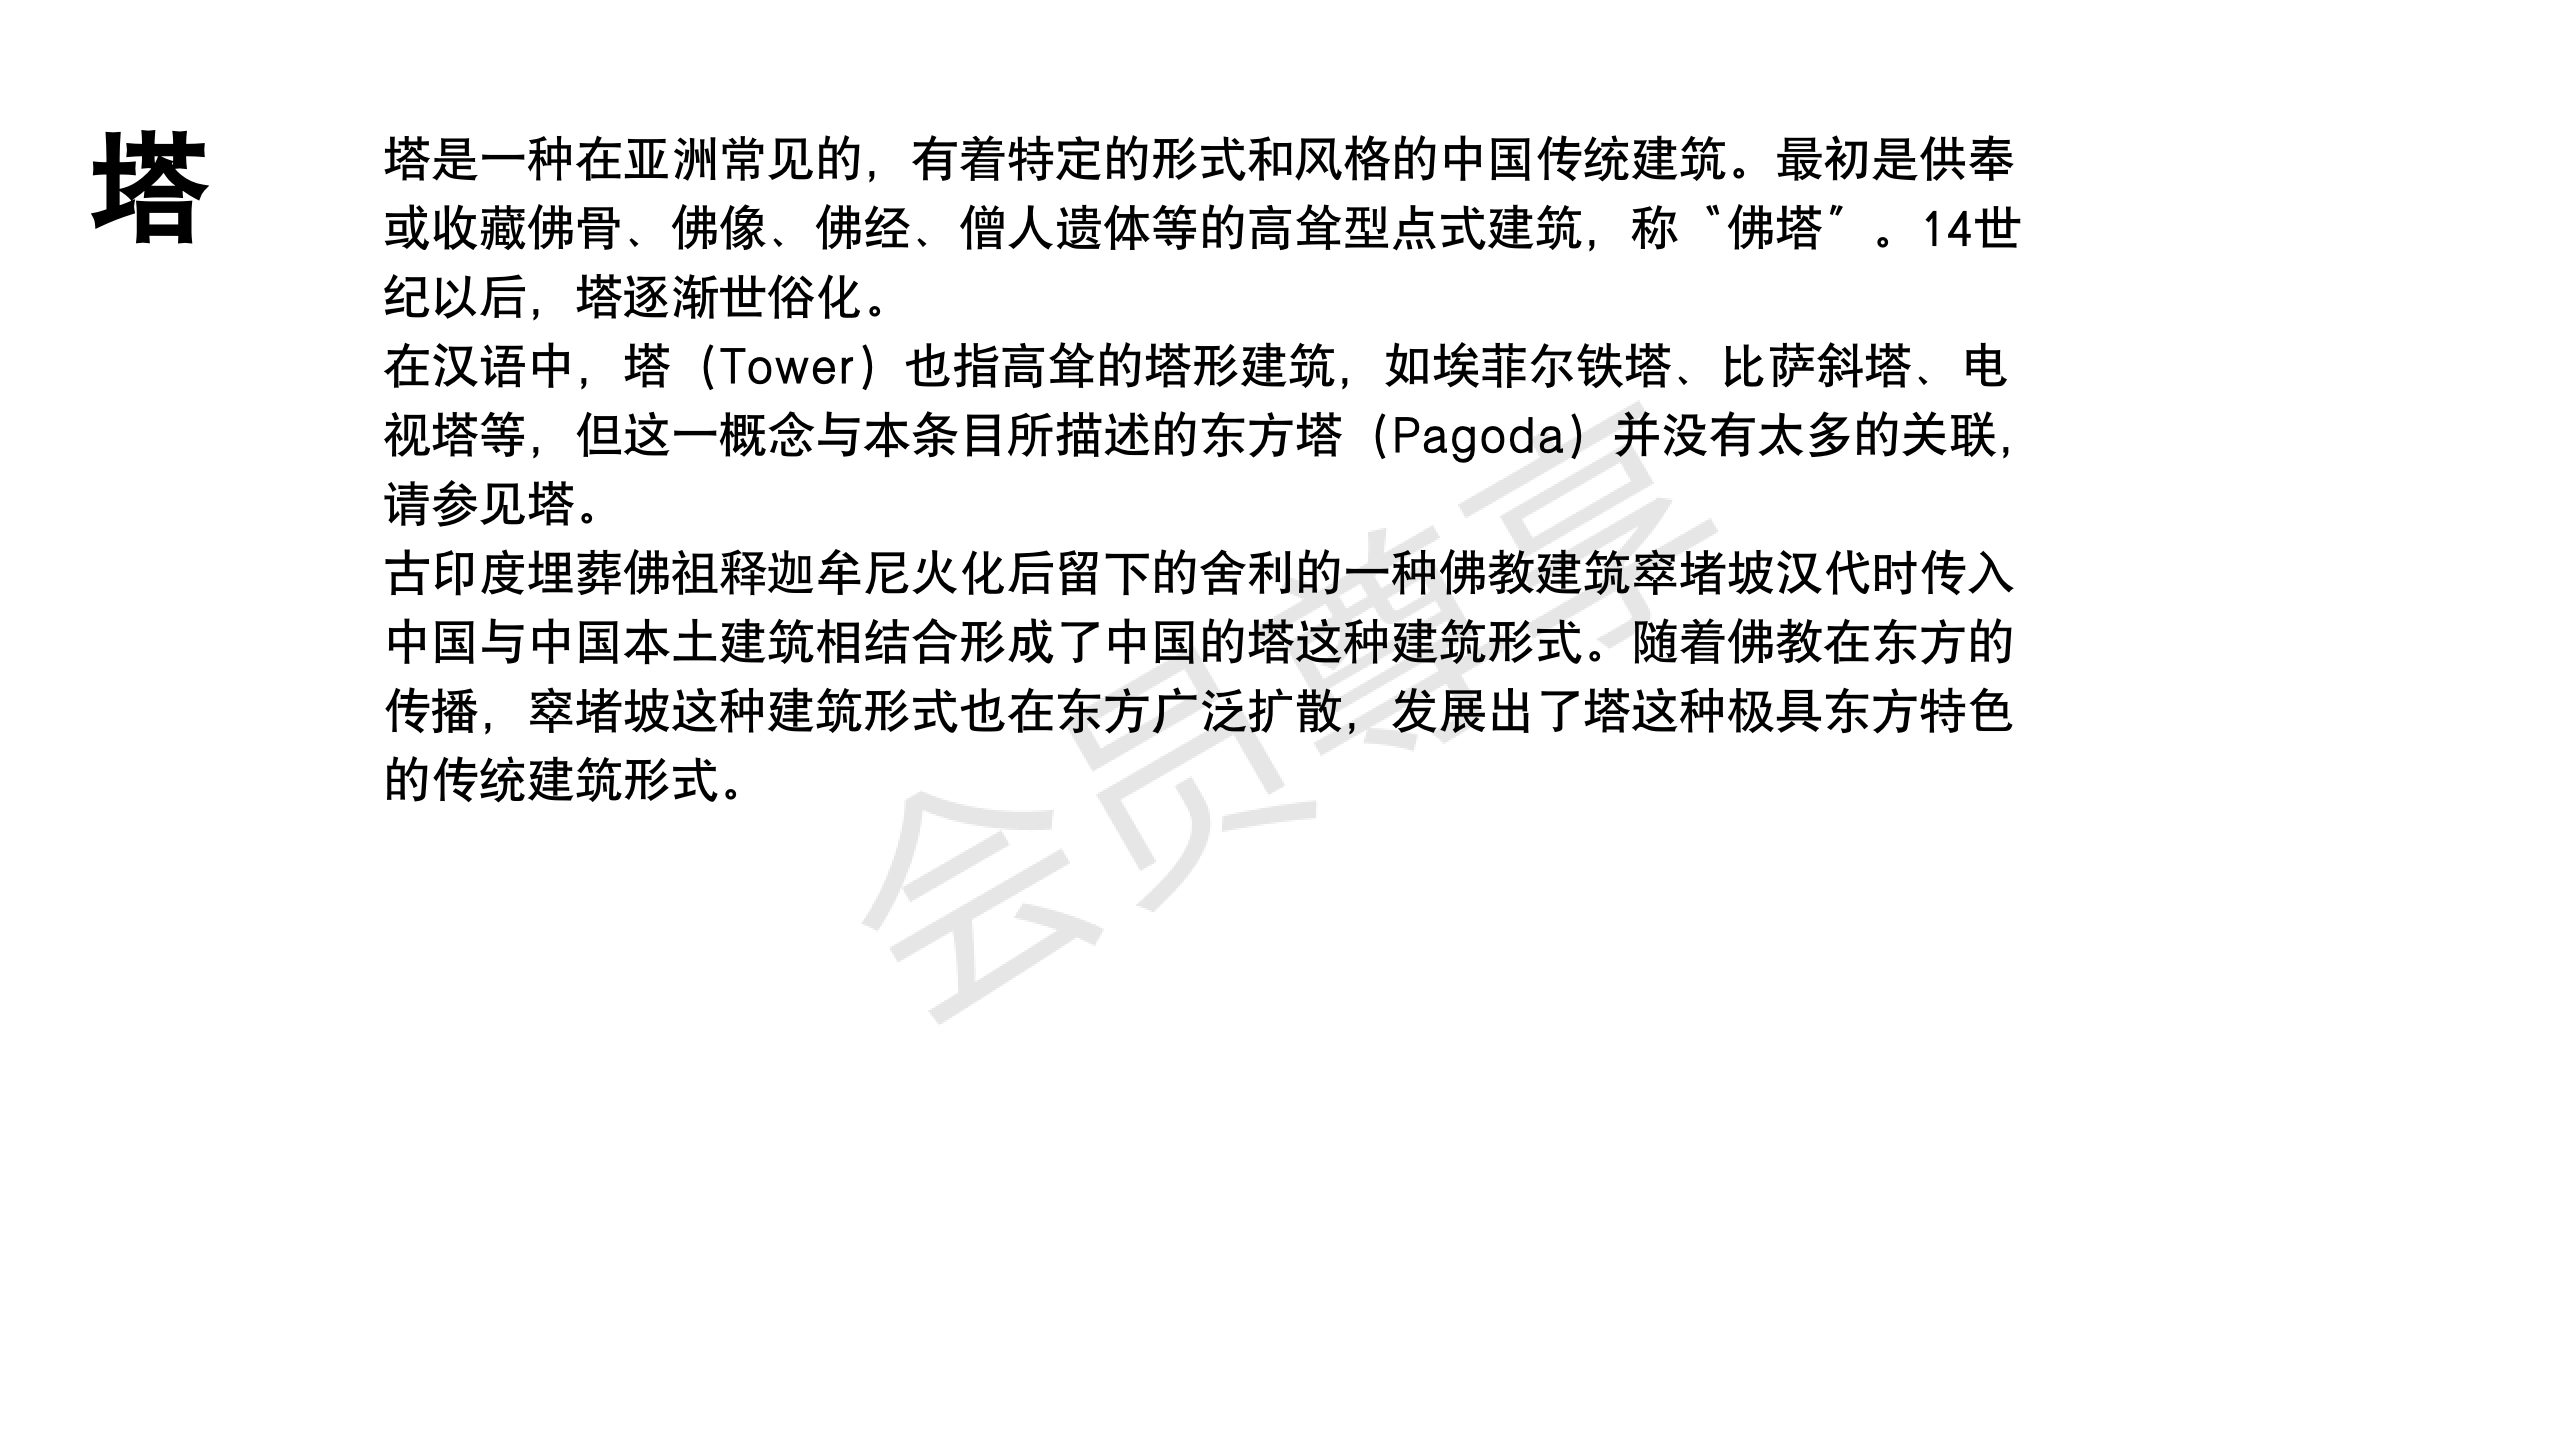 塔
塔是一种在亚洲常见的，有着特定的形式和风格的中国传统建筑。最初是供奉
或收藏佛骨、佛像、佛经、僧人遗体等的高耸型点式建筑，称〝佛塔〞。14世
纪以后，塔逐渐世俗化。
在汉语中，塔（Tower）也指高耸的塔形建筑，如埃菲尔铁塔、比萨斜塔、电
视塔等，但这一概念与本条目所描述的东方塔（Pagoda）并没有太多的关联，
请参见塔。
古印度埋葬佛祖释迦牟尼火化后留下的舍利的一种佛教建筑窣堵坡汉代时传入
中国与中国本土建筑相结合形成了中国的塔这种建筑形式。随着佛教在东方的
传播，窣堵坡这种建筑形式也在东方广泛扩散，发展出了塔这种极具东方特色
的传统建筑形式。
会员尊享